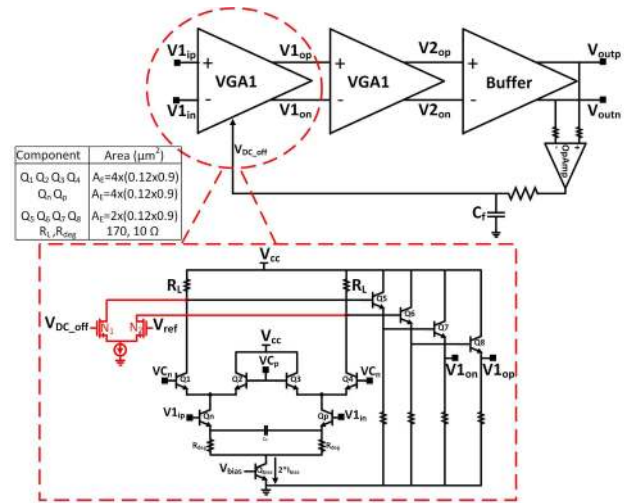 V1ip
V1in
+
-
VGA1
V1op
V1on
+
-
VGA1
V2op
V2on
+
-
Buffer
Voutp
Voutn
VDC_off
- +
OpAmp
Cf
Component Area (µm²)
Q1 Q2 Q3 Q4 AE=4x(0.12x0.9)
Qn Qp AE=4x(0.12x0.9)
Q5 Q6 Q7 Q8 AE=2x(0.12x0.9)
RL ,Rdeg 170, 10 Ω
Vcc
RL
RL
Q5
Q6
Q7
Q8
VDC_off
N1
Vref
Vcc
VCn
Q1
Q2
VCp
Q3
Q4
VCn
V1on
V1op
V1ip
Qn
Qp
V1in
Rdeg
Rdeg
Vbias
Qbias
2*Ibias